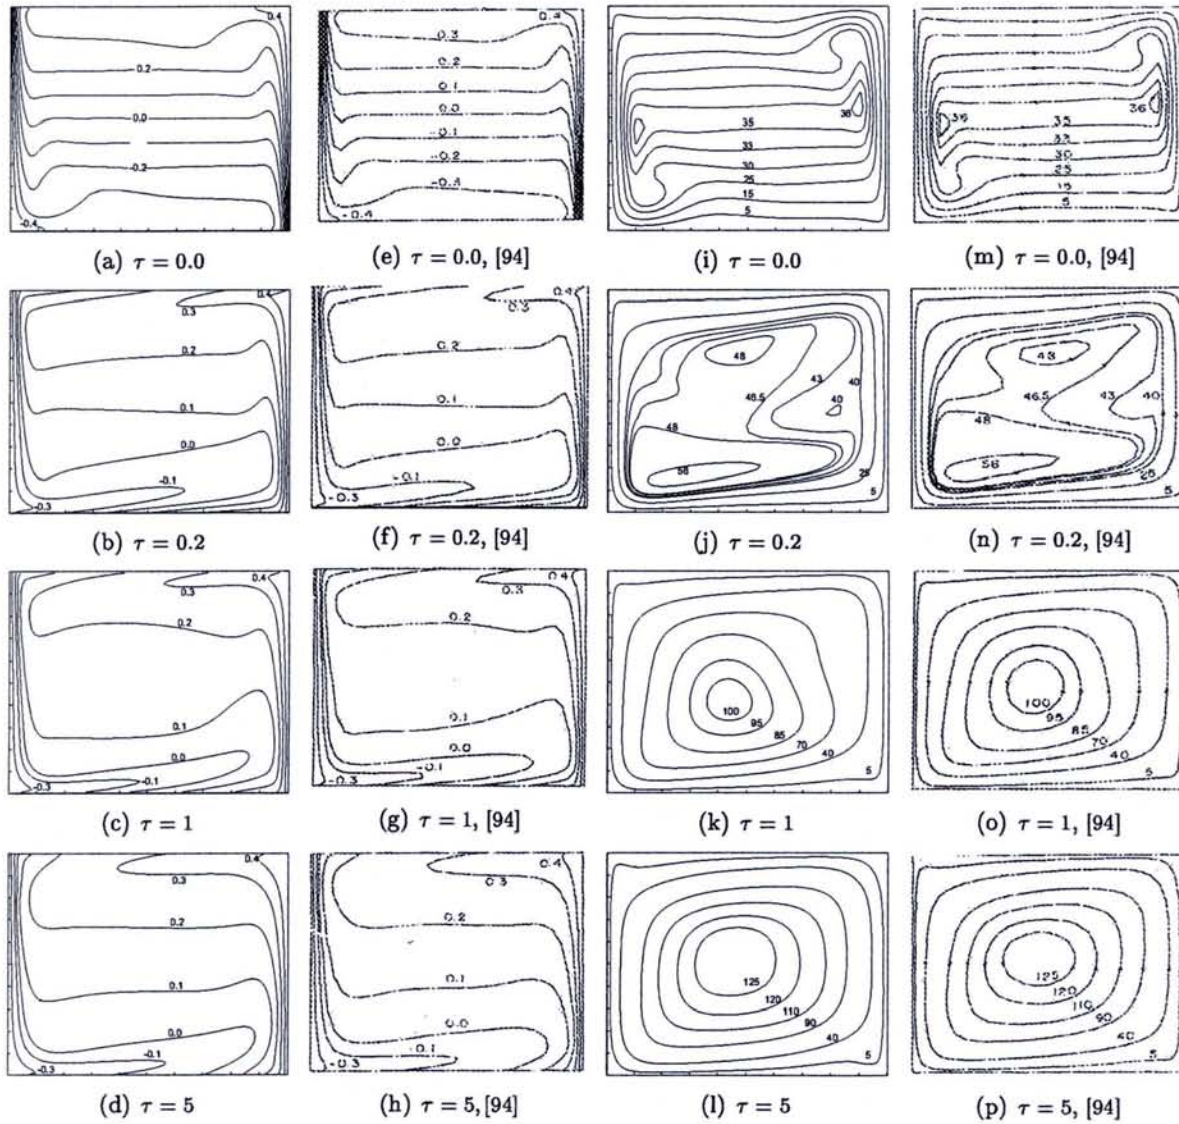 0.4 0.2 0.0 -0.2 -0.4
0.4 0.3 0.2 0.1 0.0 -0.1 -0.2 -0.3 -0.4
35 36 33 30 25 15 5
36 36 35 33 30 25 15 5
(a) τ = 0.0
(e) τ = 0.0, [94]
(i) τ = 0.0
(m) τ = 0.0, [94]
0.4 0.3 0.2 0.1 0.0 -0.1 -0.3
0.4 0.3 0.2 0.1 0.0 -0.1 -0.3
48 43 40 46.5 40 48 56 25 5
43 46.5 43 40 48 56 25 5
(b) τ = 0.2
(f) τ = 0.2, [94]
(j) τ = 0.2
(n) τ = 0.2, [94]
0.4 0.3 0.2 0.1 0.0 -0.1 -0.3
0.4 0.3 0.2 0.1 0.0 -0.1 -0.3
100 95 85 70 40 5
100 95 85 70 40 5
(c) τ = 1
(g) τ = 1, [94]
(k) τ = 1
(o) τ = 1, [94]
0.4 0.3 0.2 0.1 0.0 -0.1 -0.3
0.4 0.3 0.2 0.1 0.0 -0.1 -0.3
125 120 110 90 40 5
125 120 110 90 40 5
(d) τ = 5
(h) τ = 5,[94]
(l) τ = 5
(p) τ = 5, [94]